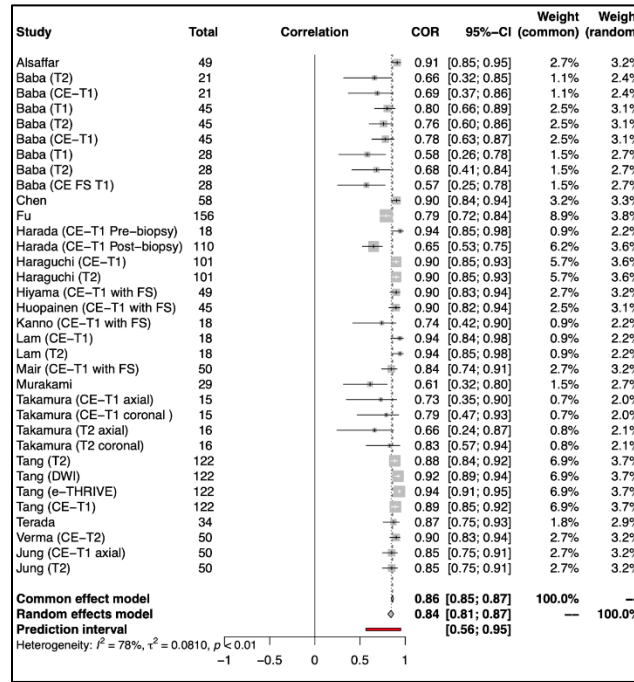 Weight Weigh
Study Total Correlation COR 95%−CI (common) (random
Alsaffar 49 0.91 [0.85; 0.95] 2.7% 3.2%
Baba (T2) 21 0.66 [0.32; 0.85] 1.1% 2.4%
Baba (CE−T1) 21 0.69 [0.37; 0.86] 1.1% 2.4%
Baba (T1) 45 0.80 [0.66; 0.89] 2.5% 3.1%
Baba (T2) 45 0.76 [0.60; 0.86] 2.5% 3.1%
Baba (CE−T1) 45 0.78 [0.63; 0.87] 2.5% 3.1%
Baba (T1) 28 0.58 [0.26; 0.78] 1.5% 2.7%
Baba (T2) 28 0.68 [0.41; 0.84] 1.5% 2.7%
Baba (CE FS T1) 28 0.57 [0.25; 0.78] 1.5% 2.7%
Chen 58 0.90 [0.84; 0.94] 3.2% 3.3%
Fu 156 0.79 [0.72; 0.84] 8.9% 3.8%
Harada (CE−T1 Pre−biopsy) 18 0.94 [0.85; 0.98] 0.9% 2.2%
Harada (CE−T1 Post−biopsy) 110 0.65 [0.53; 0.75] 6.2% 3.6%
Haraguchi (CE−T1) 101 0.90 [0.85; 0.93] 5.7% 3.6%
Haraguchi (T2) 101 0.90 [0.85; 0.93] 5.7% 3.6%
Hiyama (CE−T1 with FS) 49 0.90 [0.83; 0.94] 2.7% 3.2%
Huopainen (CE−T1 with FS) 45 0.90 [0.82; 0.94] 2.5% 3.1%
Kanno (CE−T1 with FS) 18 0.74 [0.42; 0.90] 0.9% 2.2%
Lam (CE−T1) 18 0.94 [0.84; 0.98] 0.9% 2.2%
Lam (T2) 18 0.94 [0.85; 0.98] 0.9% 2.2%
Mair (CE−T1 with FS) 50 0.84 [0.74; 0.91] 2.7% 3.2%
Murakami 29 0.61 [0.32; 0.80] 1.5% 2.7%
Takamura (CE−T1 axial) 15 0.73 [0.35; 0.90] 0.7% 2.0%
Takamura (CE−T1 coronal ) 15 0.79 [0.47; 0.93] 0.7% 2.0%
Takamura (T2 axial) 16 0.66 [0.24; 0.87] 0.8% 2.1%
Takamura (T2 coronal) 16 0.83 [0.57; 0.94] 0.8% 2.1%
Tang (T2) 122 0.88 [0.84; 0.92] 6.9% 3.7%
Tang (DWI) 122 0.92 [0.89; 0.94] 6.9% 3.7%
Tang (e−THRIVE) 122 0.94 [0.91; 0.95] 6.9% 3.7%
Tang (CE−T1) 122 0.89 [0.85; 0.92] 6.9% 3.7%
Terada 34 0.87 [0.75; 0.93] 1.8% 2.9%
Verma (CE−T2) 50 0.90 [0.83; 0.94] 2.7% 3.2%
Jung (CE−T1 axial) 50 0.85 [0.75; 0.91] 2.7% 3.2%
Jung (T2) 50 0.85 [0.75; 0.91] 2.7% 3.2%
Common effect model 0.86 [0.85; 0.87] 100.0% −−
Random effects model 0.84 [0.81; 0.87] −− 100.0%
Prediction interval [0.56; 0.95]
Heterogeneity: I² = 78%, τ² = 0.0810, p < 0.01
−1 −0.5 0 0.5 1